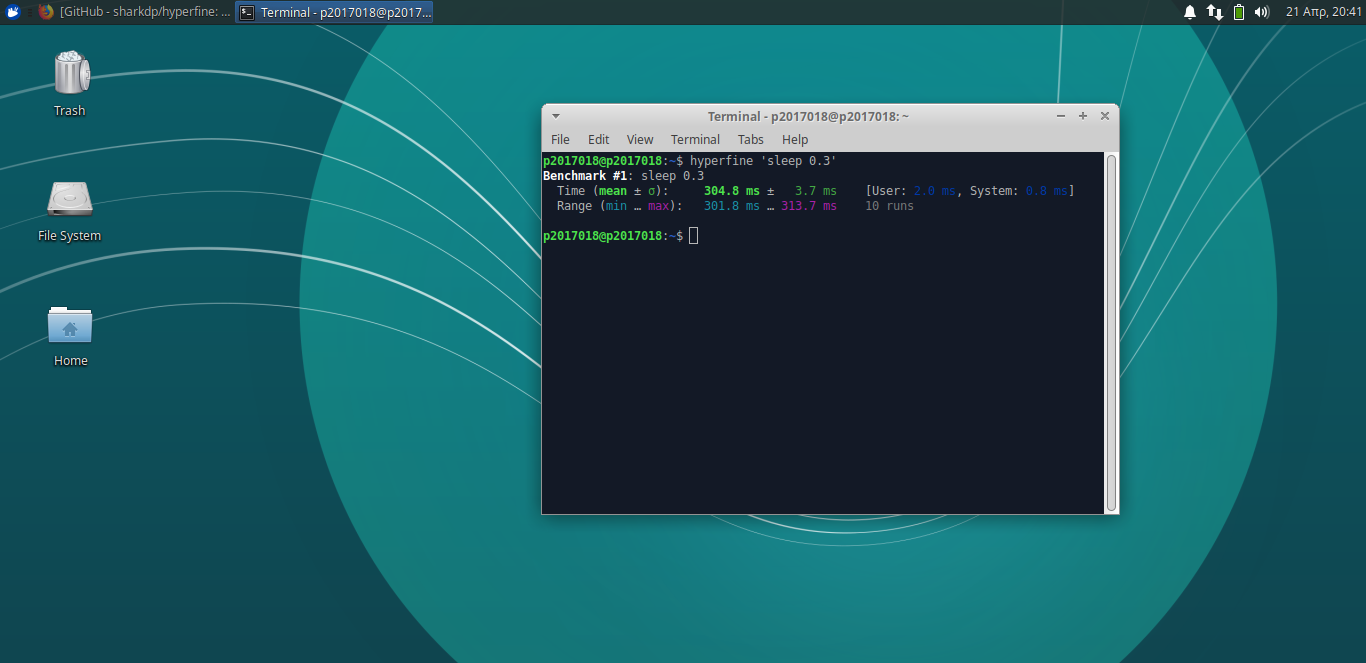 [GitHub - sharkdp/hyperfine: ...
Terminal - p2017018@p2017...
21 Απρ, 20:41
Trash
File System
Home
Terminal - p2017018@p2017018: ~
File Edit View Terminal Tabs Help
p2017018@p2017018:~$ hyperfine 'sleep 0.3'
Benchmark #1: sleep 0.3
Time (mean ± σ): 304.8 ms ± 3.7 ms [User: 2.0 ms, System: 0.8 ms]
Range (min … max): 301.8 ms … 313.7 ms 10 runs
p2017018@p2017018:~$